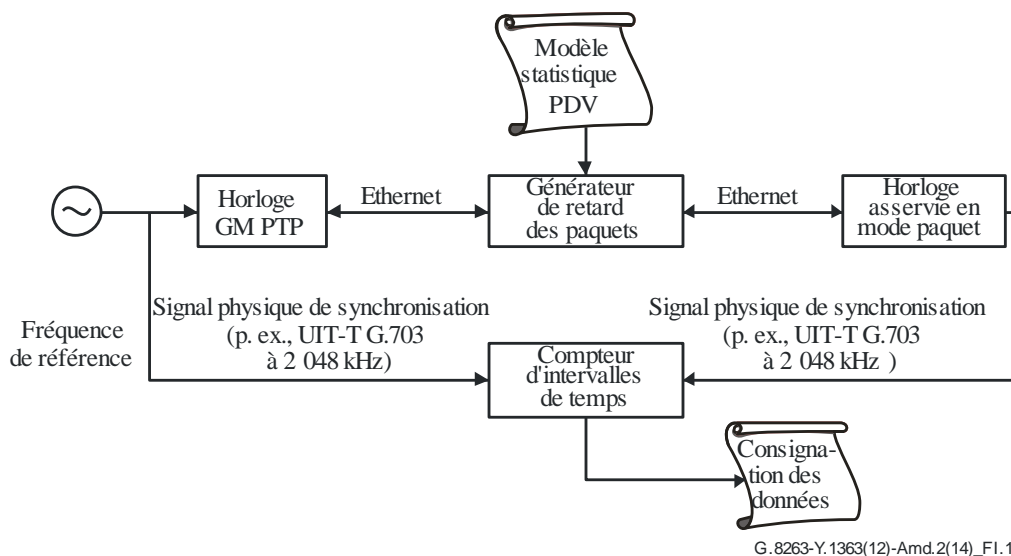 Modèle
statistique
PDV
Horloge
GM PTP
Ethernet
Générateur
de retard
des paquets
Ethernet
Horloge
asservie en
mode paquet
Fréquence
de référence
Signal physique de synchronisation
(p. ex., UIT-T G.703
à 2 048 kHz)
Compteur
d'intervalles
de temps
Signal physique de synchronisation
(p. ex., UIT-T G.703
à 2 048 kHz )
Consigna-
tion des
données
G.8263-Y.1363(12)-Amd.2(14)_FI.1